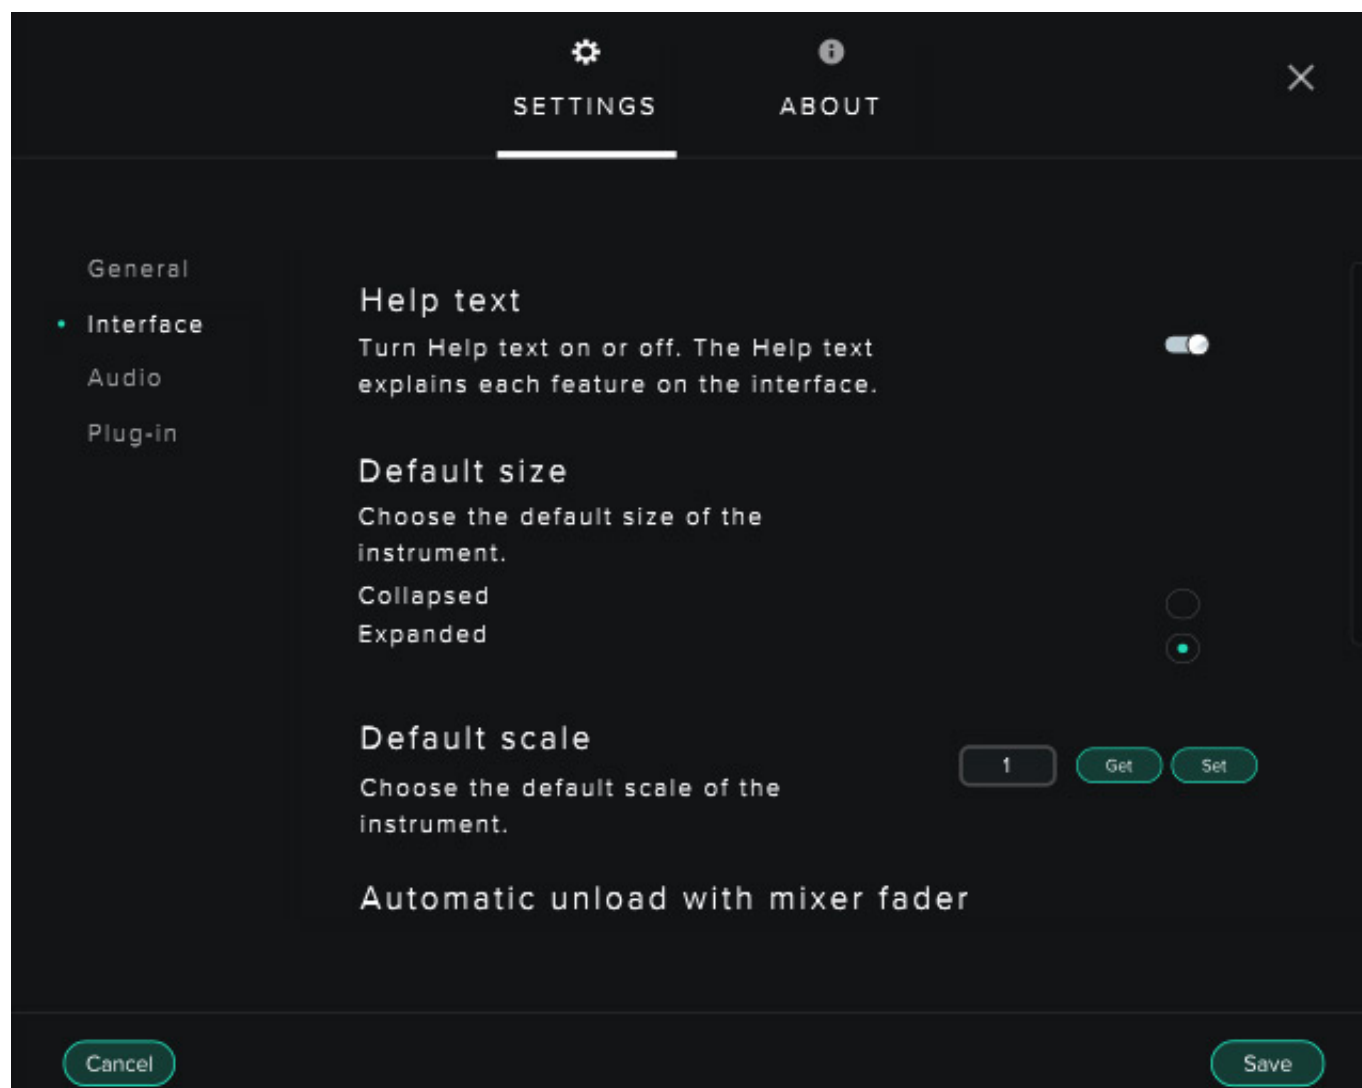 SETTINGS
ABOUT
General
Interface
Audio
Plug-in
Help text
Turn Help text on or off. The Help text
explains each feature on the interface.
Default size
Choose the default size of the
instrument.
Collapsed
Expanded
Default scale
1
Get
Set
Choose the default scale of the
instrument.
Automatic unload with mixer fader
Cancel
Save